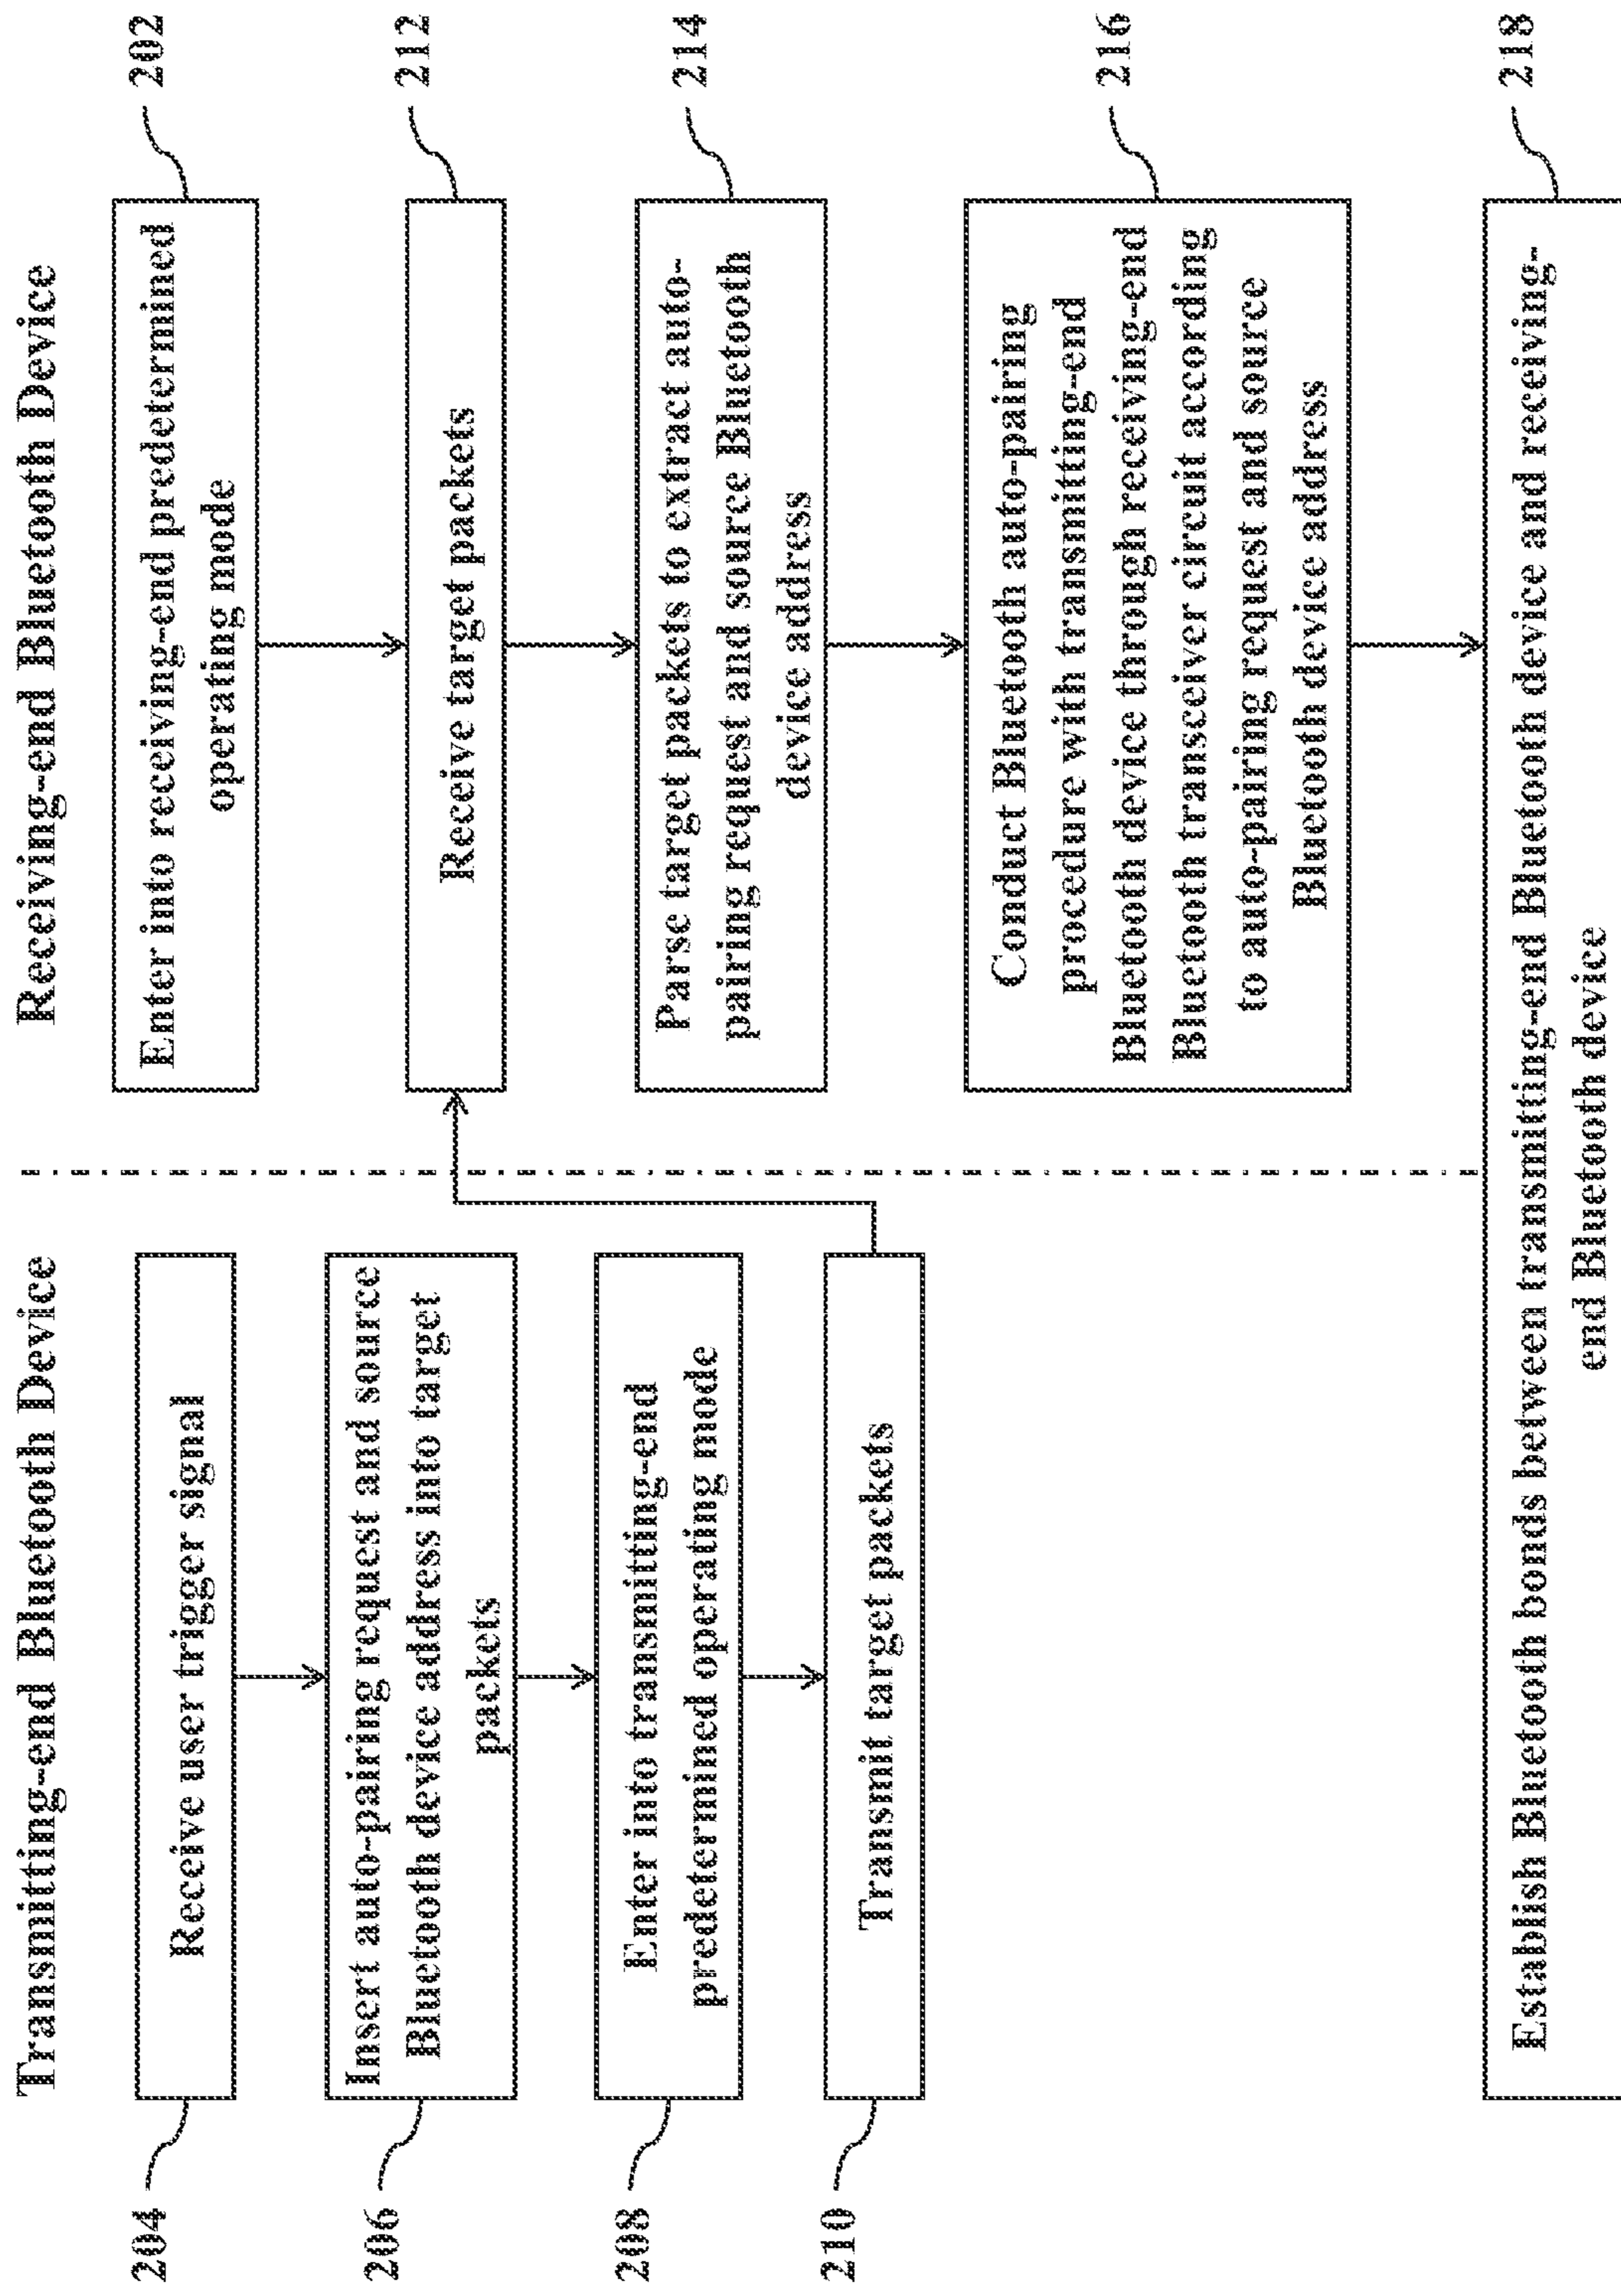 Transmitting-end Bluetooth Device
204
Receive user trigger signal
206
Insert auto-pairing request and source
Bluetooth device address into target
packets
208
Enter into transmitting-end
predetermined operating mode
210
Transmit target packets
Receiving-end Bluetooth Device
202
Enter into receiving-end predetermined
operating mode
212
Receive target packets
214
Parse target packets to extract auto-
pairing request and source Bluetooth
device address
216
Conduct Bluetooth auto-pairing
procedure with transmitting-end
Bluetooth device through receiving-end
Bluetooth transceiver circuit according
to auto-pairing request and source
Bluetooth device address
218
Establish Bluetooth bonds between transmitting-end Bluetooth device and receiving-
end Bluetooth device